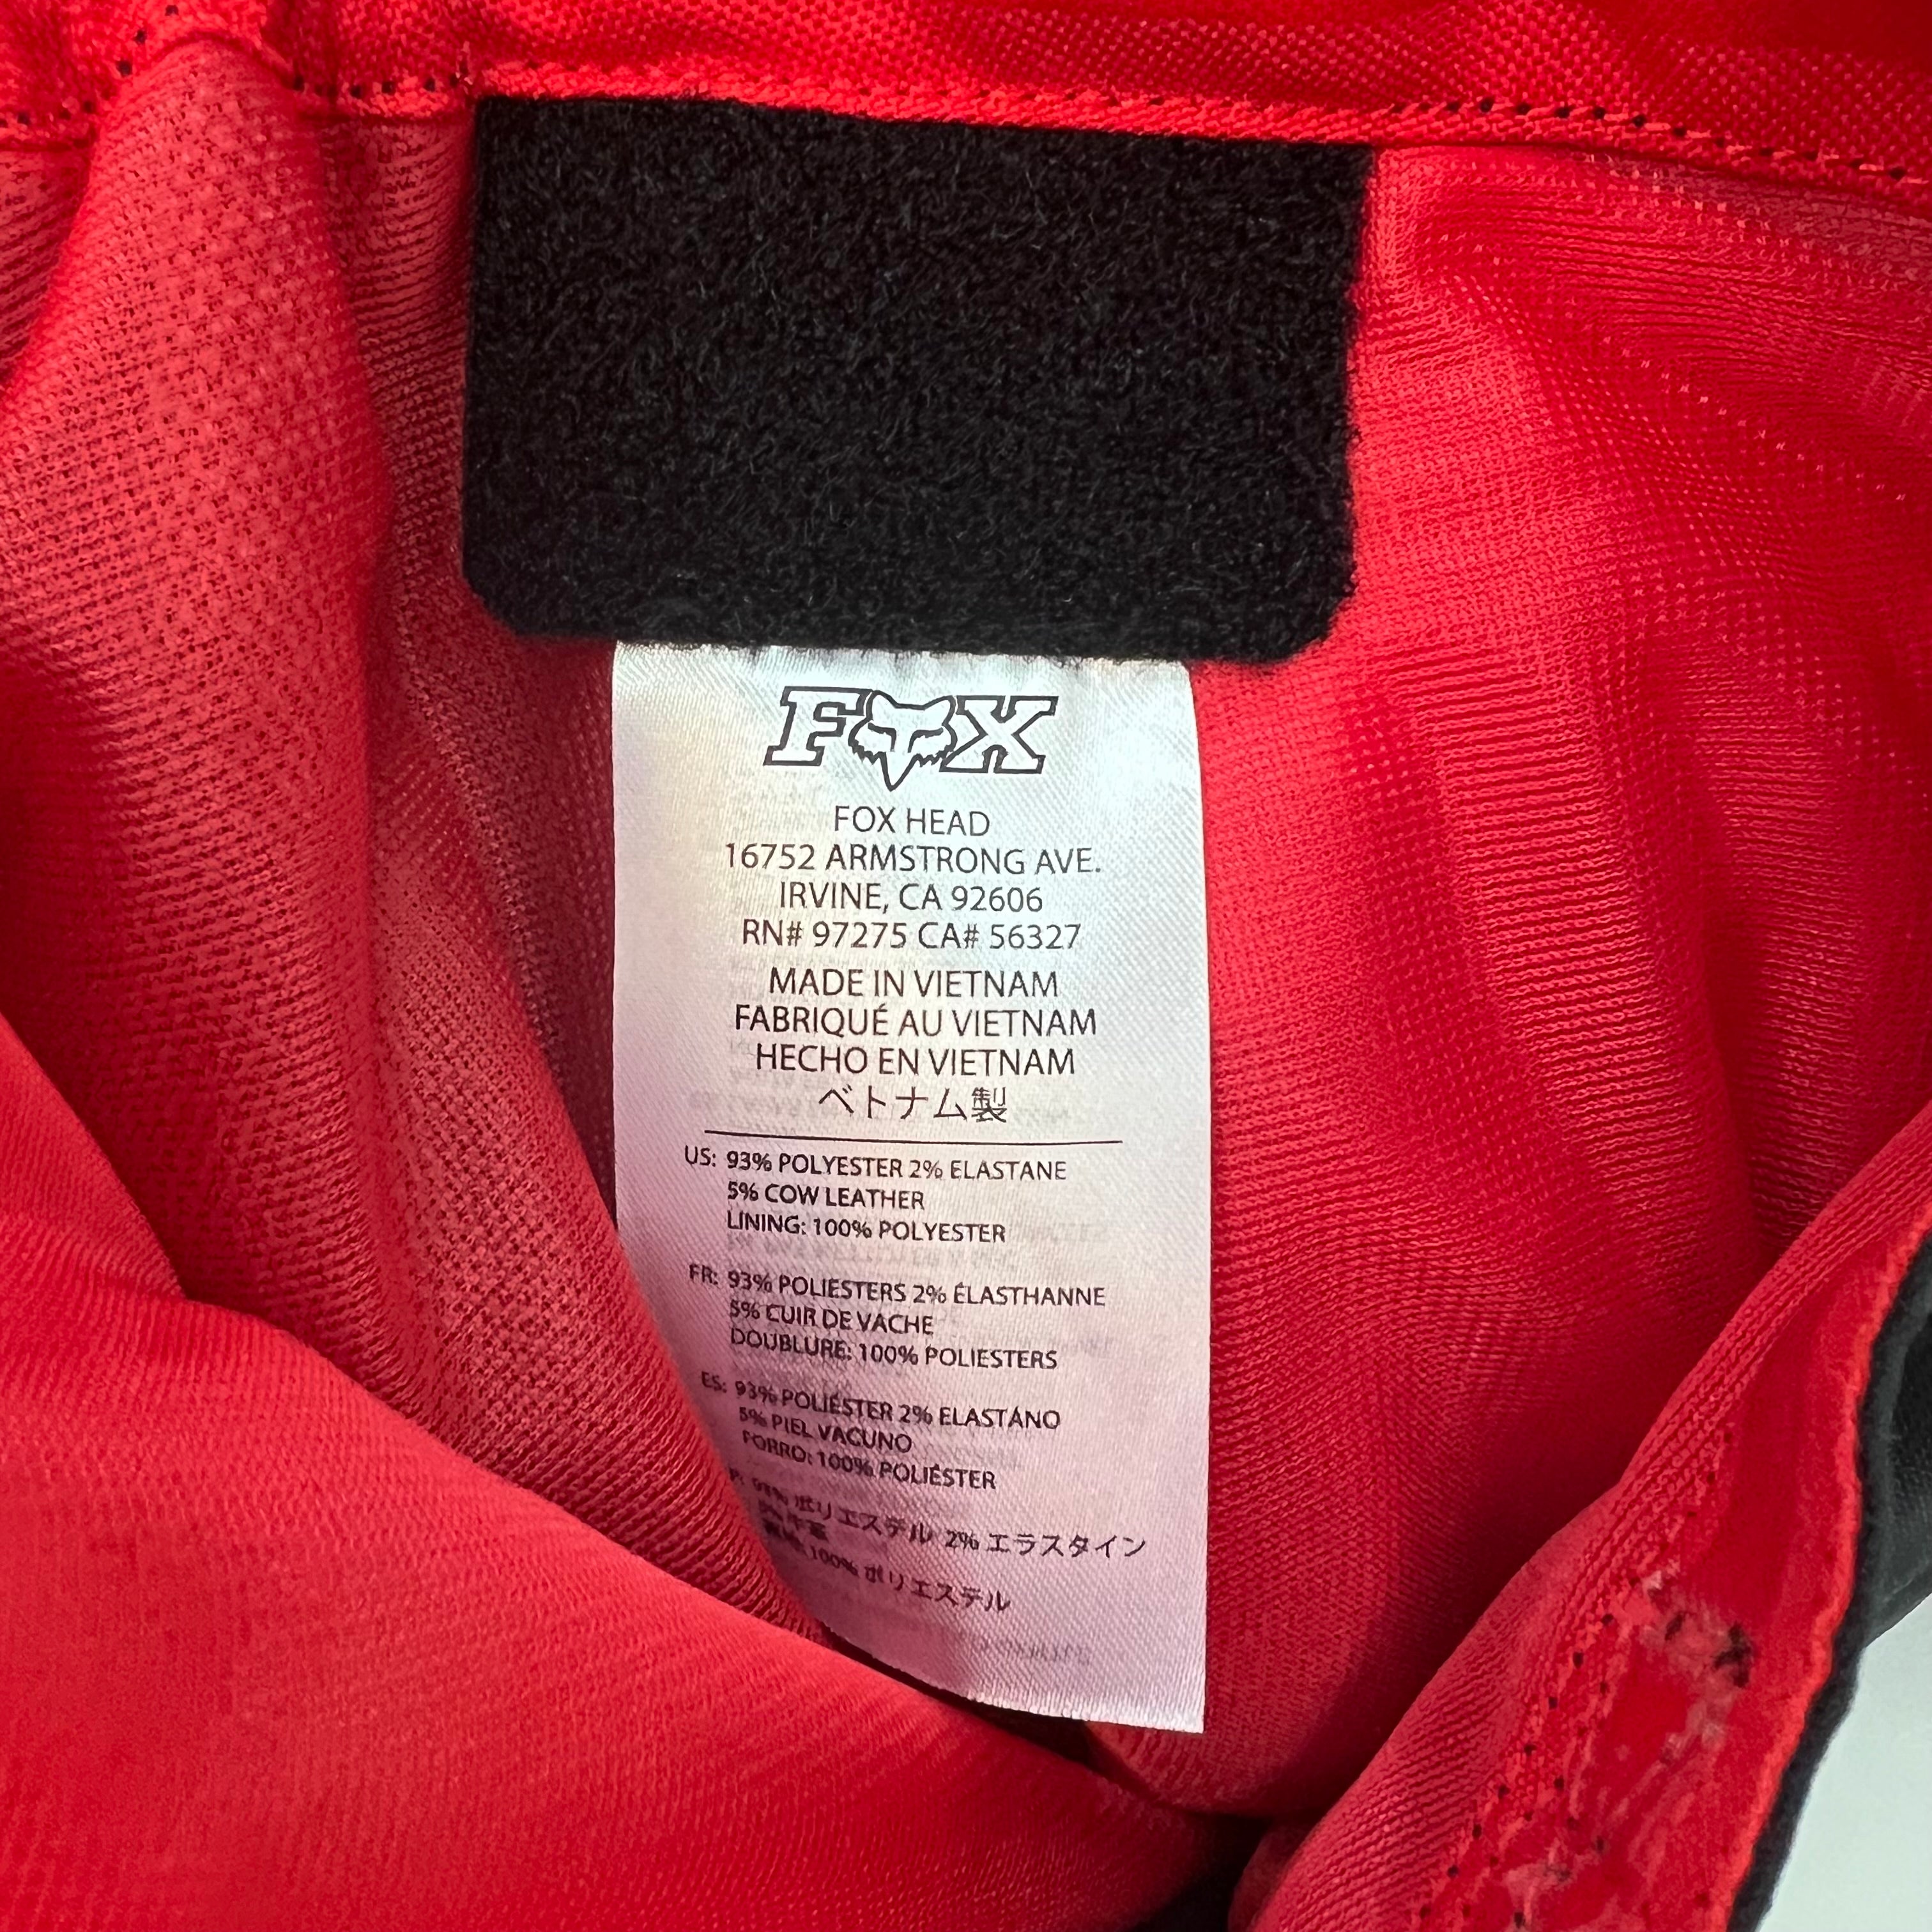 FOX
FOX HEAD
16752 ARMSTRONG AVE.
IRVINE, CA 92606
RN# 97275 CA# 56327
MADE IN VIETNAM
FABRIQUÉ AU VIETNAM
HECHO EN VIETNAM
ベトナム製
US: 93% POLYESTER 2% ELASTANE
5% COW LEATHER
LINING: 100% POLYESTER
FR: 93% POLIESTERS 2% ÉLASTHANNE
5% CUIR DE VACHE
DOUBLURE: 100% POLIESTERS
ES: 93% POLIÉSTER 2% ELASTÁNO
5% PIEL VACUNO
FORRO: 100% POLIÉSTER
93% ポリエステル 2% エラスタイン
5% 牛革
100% ポリエステル